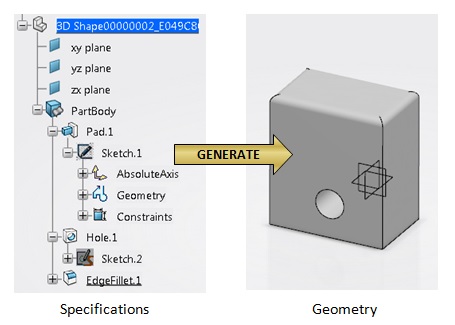 3D Shape00000002_E049C8
xy plane
yz plane
zx plane
PartBody
Pad.1
Sketch.1
GENERATE
AbsoluteAxis
Geometry
Constraints
Hole.1
Sketch.2
EdgeFillet.1
Specifications
Geometry